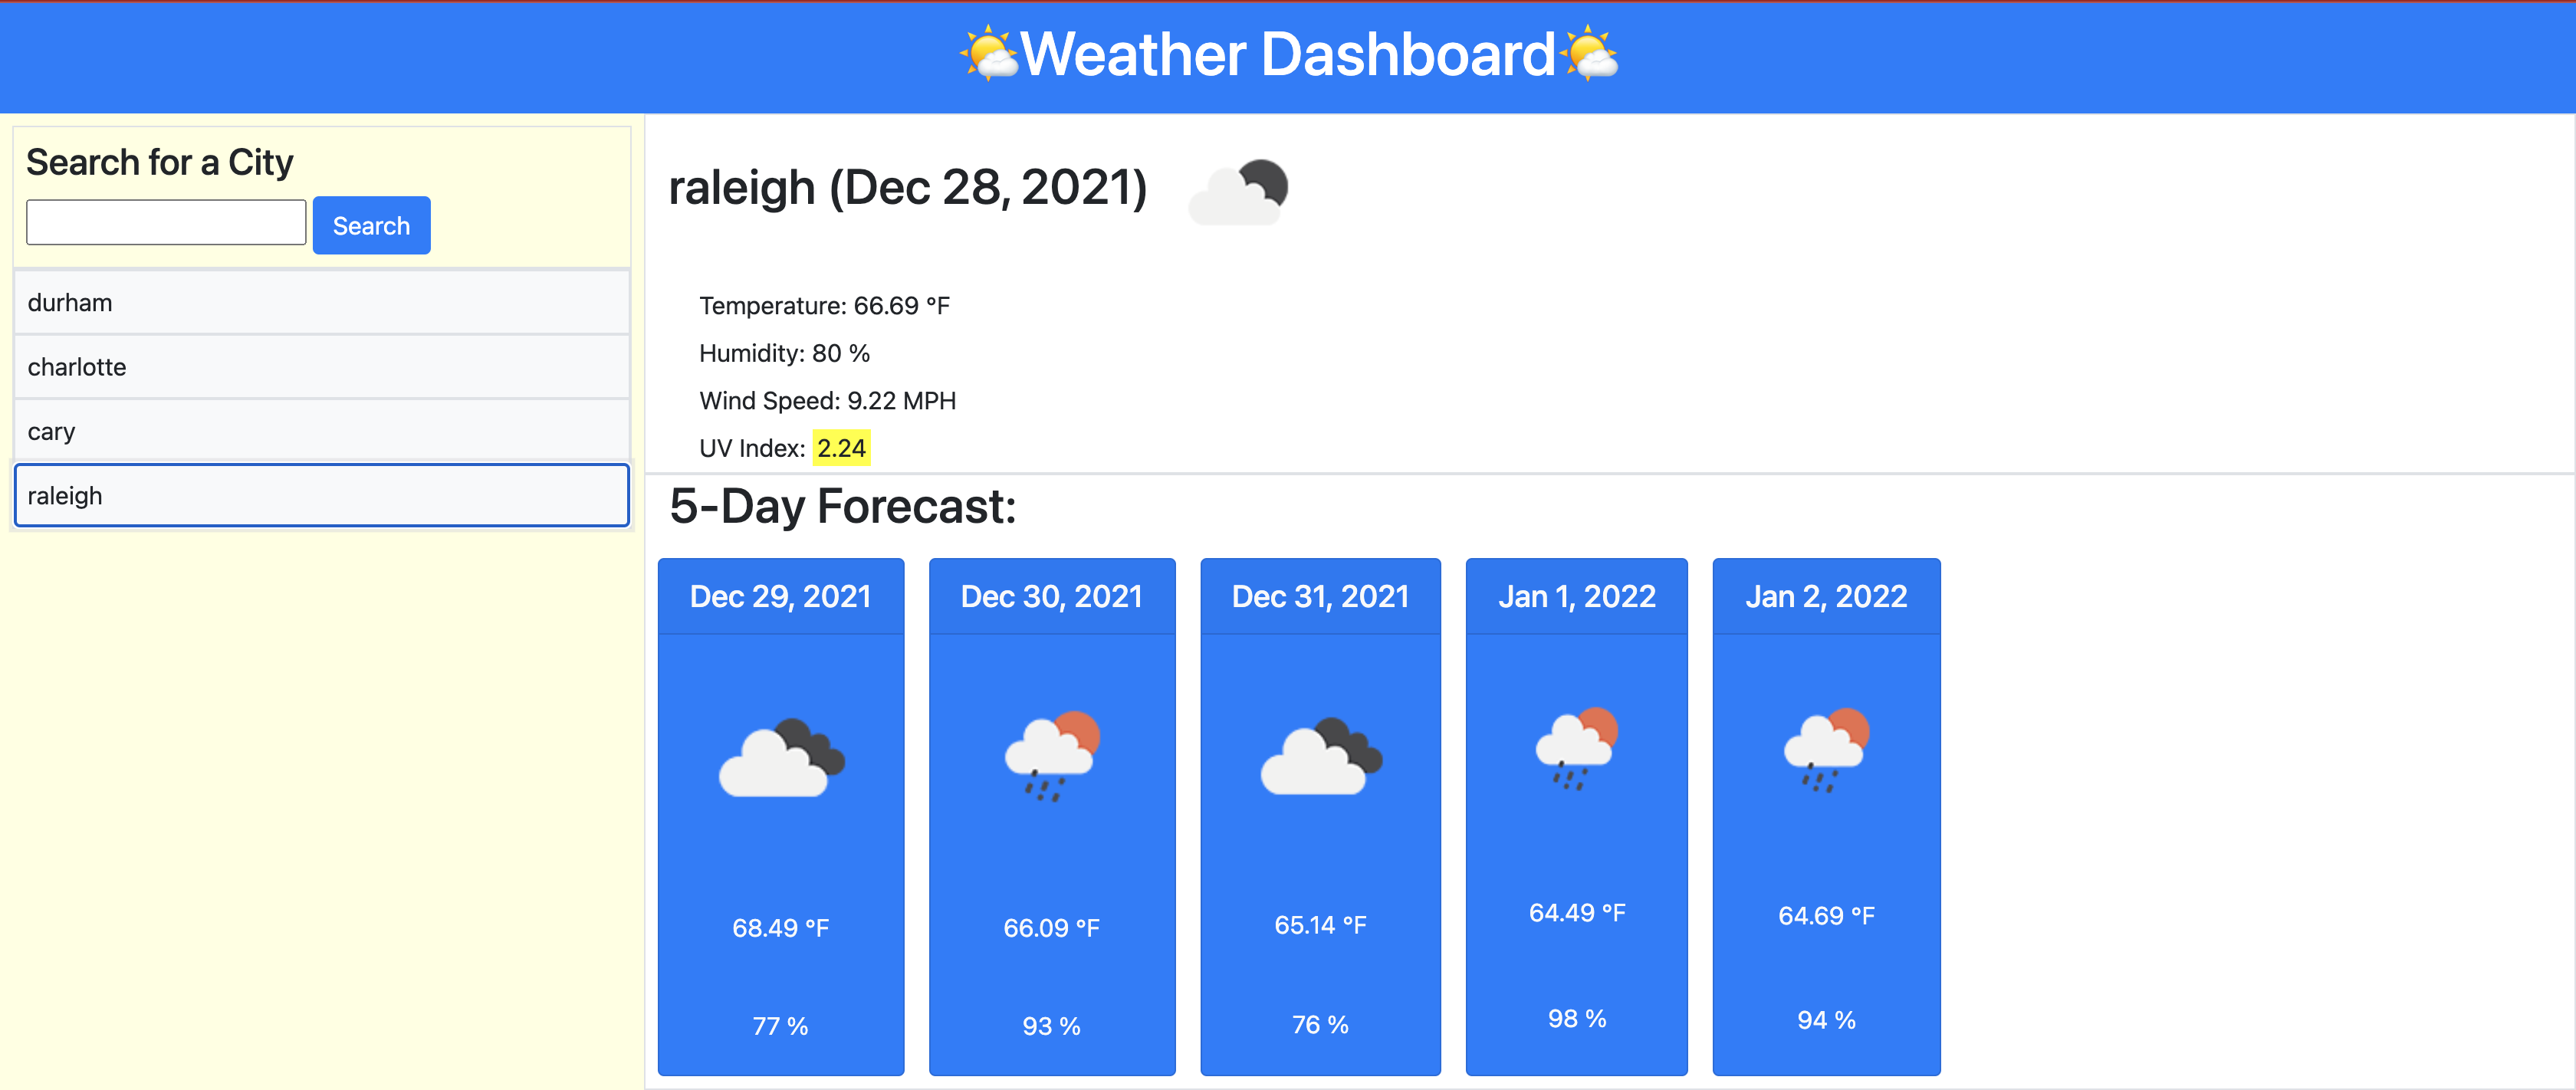 Weather Dashboard
Search for a City
Search
durham
charlotte
cary
raleigh
raleigh (Dec 28, 2021)
Temperature: 66.69 °F
Humidity: 80 %
Wind Speed: 9.22 MPH
UV Index: 2.24
5-Day Forecast:
Dec 29, 2021
68.49 °F
77 %
Dec 30, 2021
66.09 °F
93 %
Dec 31, 2021
65.14 °F
76 %
Jan 1, 2022
64.49 °F
98 %
Jan 2, 2022
64.69 °F
94 %